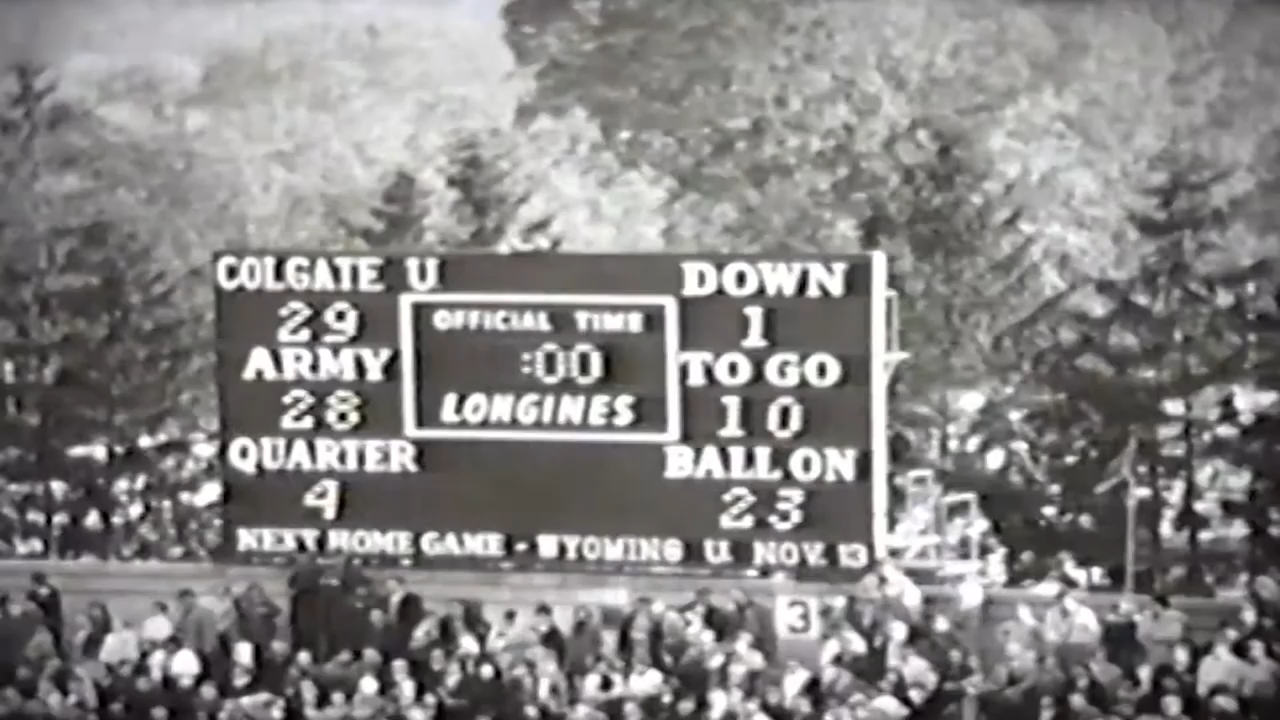 COLGATE U
29
ARMY
28
QUARTER
4
OFFICIAL TIME
:00
LONGINES
DOWN
1
TO GO
10
BALL ON
23
NEXT HOME GAME - WYOMING U NOV. 13
3